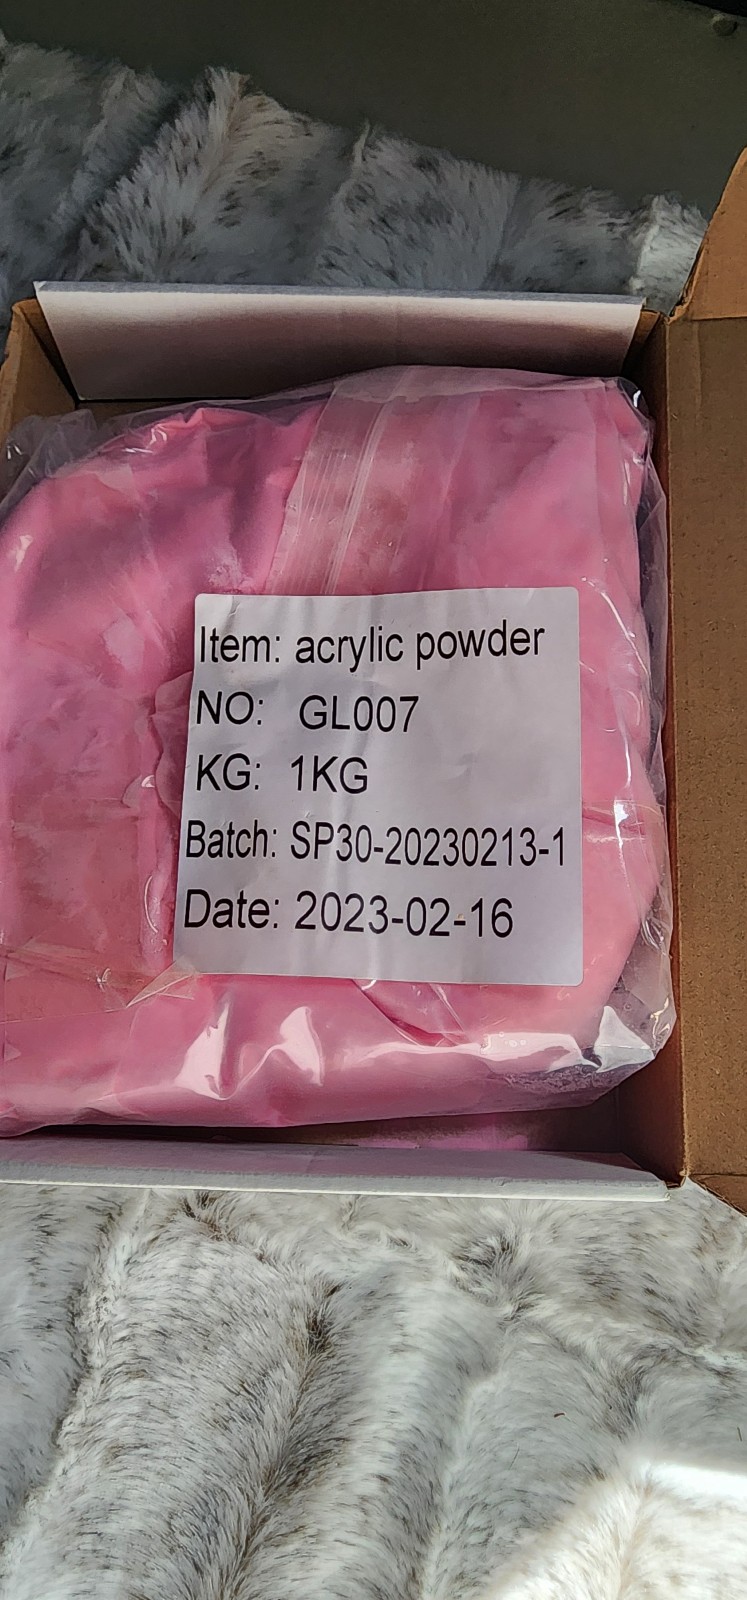 Item: acrylic powder
NO: GL007
KG: 1KG
Batch: SP30-20230213-1
Date: 2023-02-16